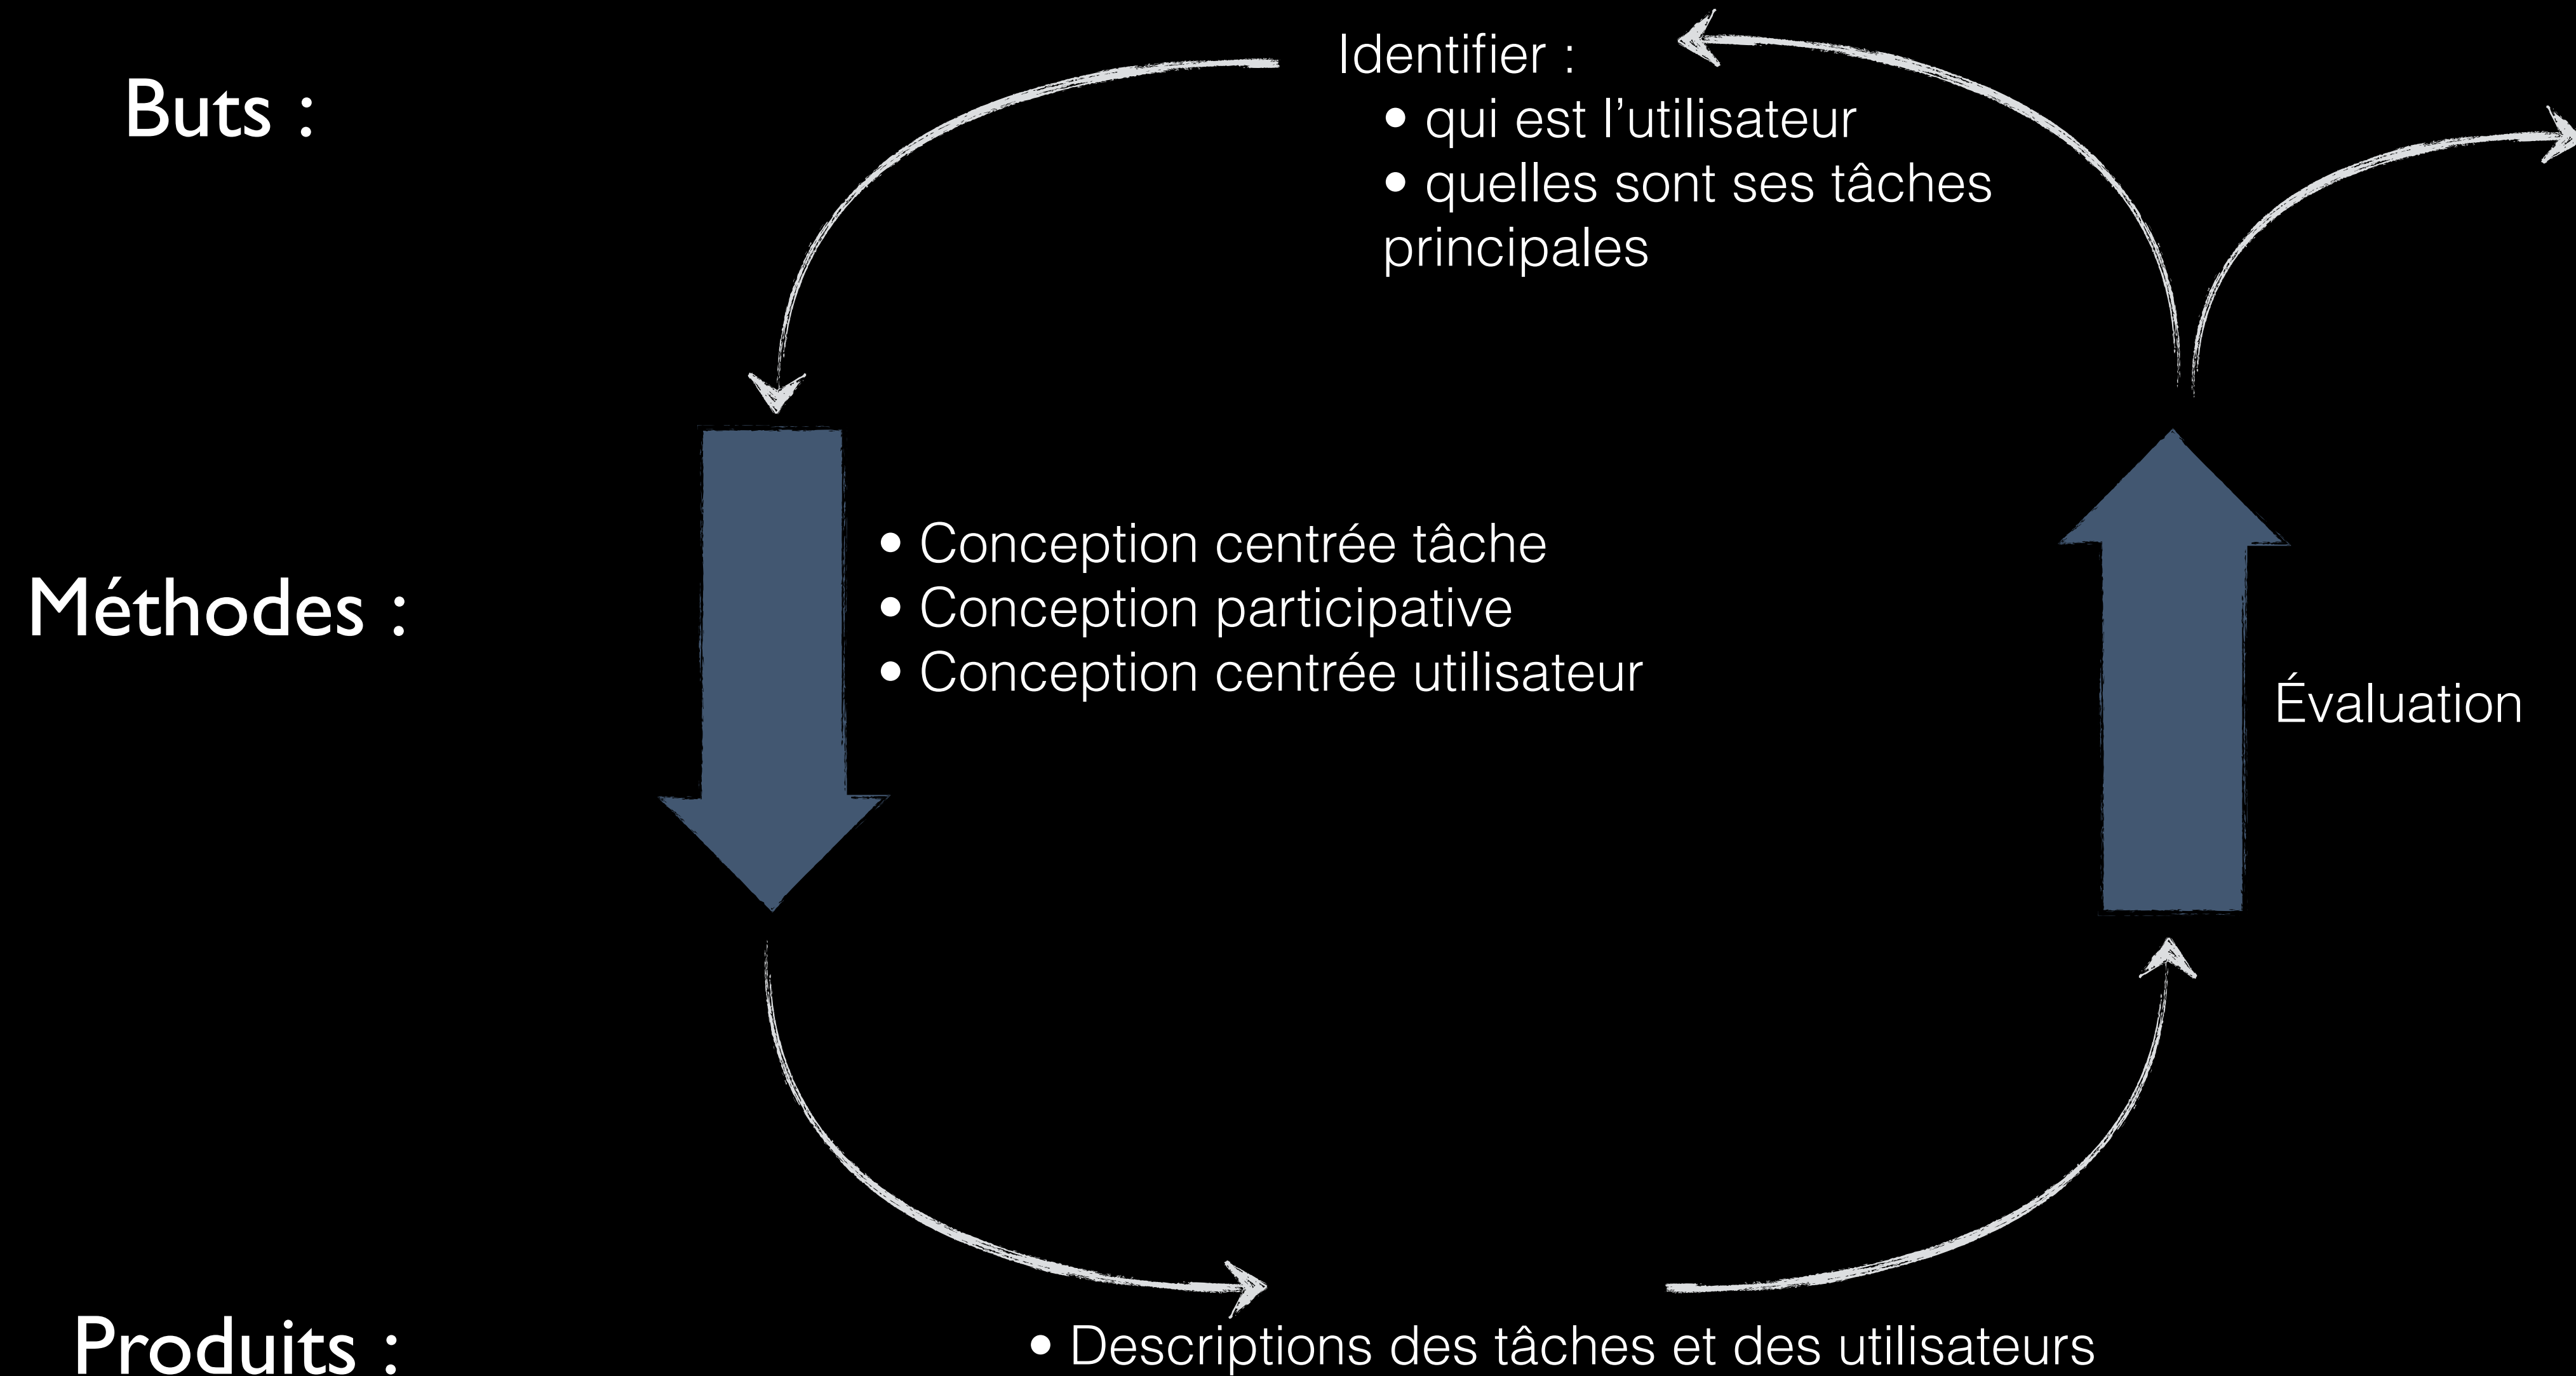 Buts :
Identifier :
• qui est l’utilisateur
• quelles sont ses tâches
principales
Méthodes :
• Conception centrée tâche
• Conception participative
• Conception centrée utilisateur
Évaluation
Produits :
• Descriptions des tâches et des utilisateurs